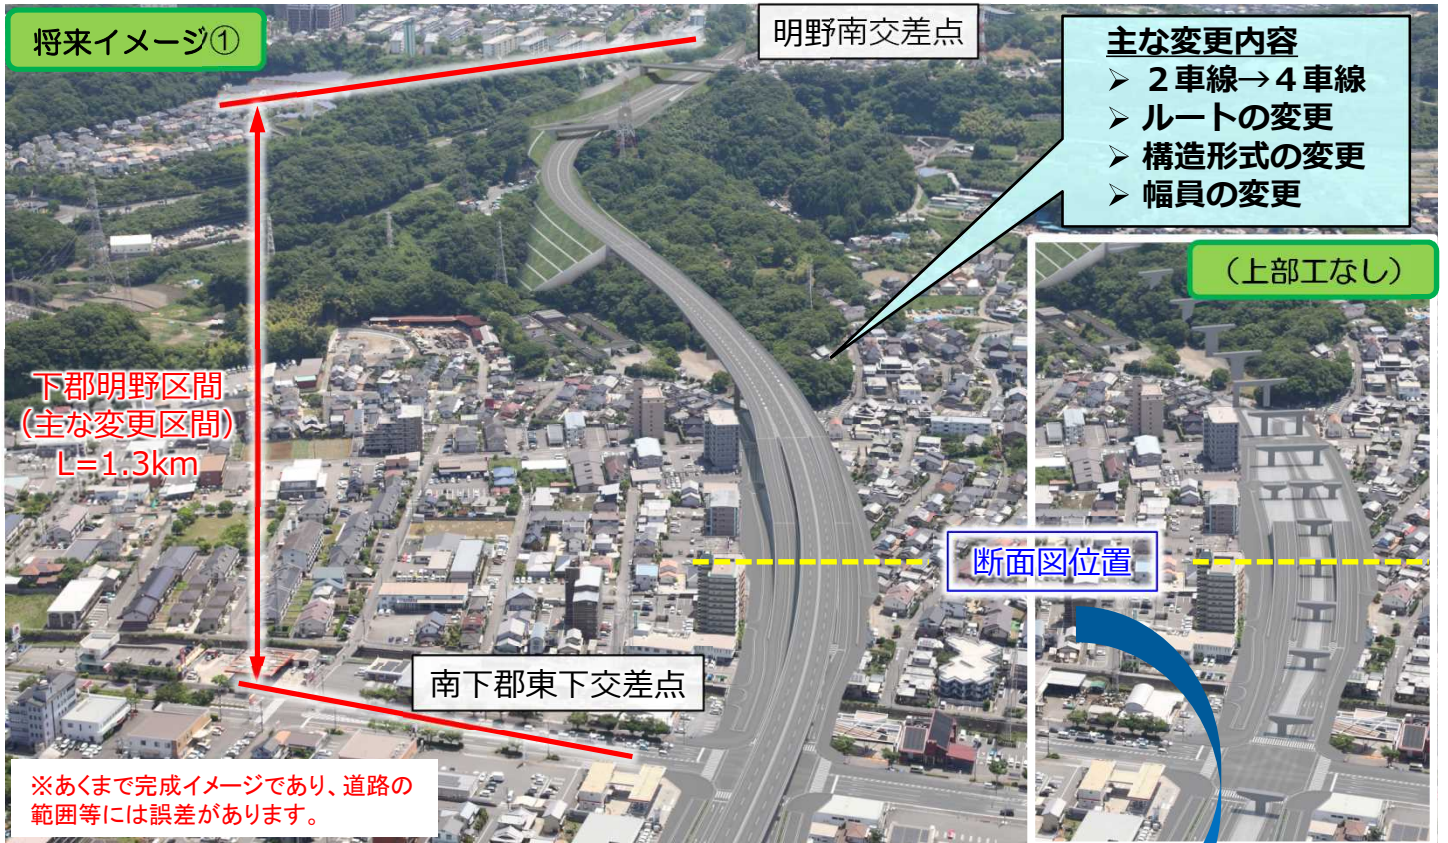 将来イメージ①
明野南交差点
主な変更内容
➢ ２車線→４車線
➢ ルートの変更
➢ 構造形式の変更
➢ 幅員の変更
（上部工なし）
下郡明野区間
（主な変更区間）
L=1.3km
断面図位置
南下郡東下交差点
※あくまで完成イメージであり、道路の
範囲等には誤差があります。